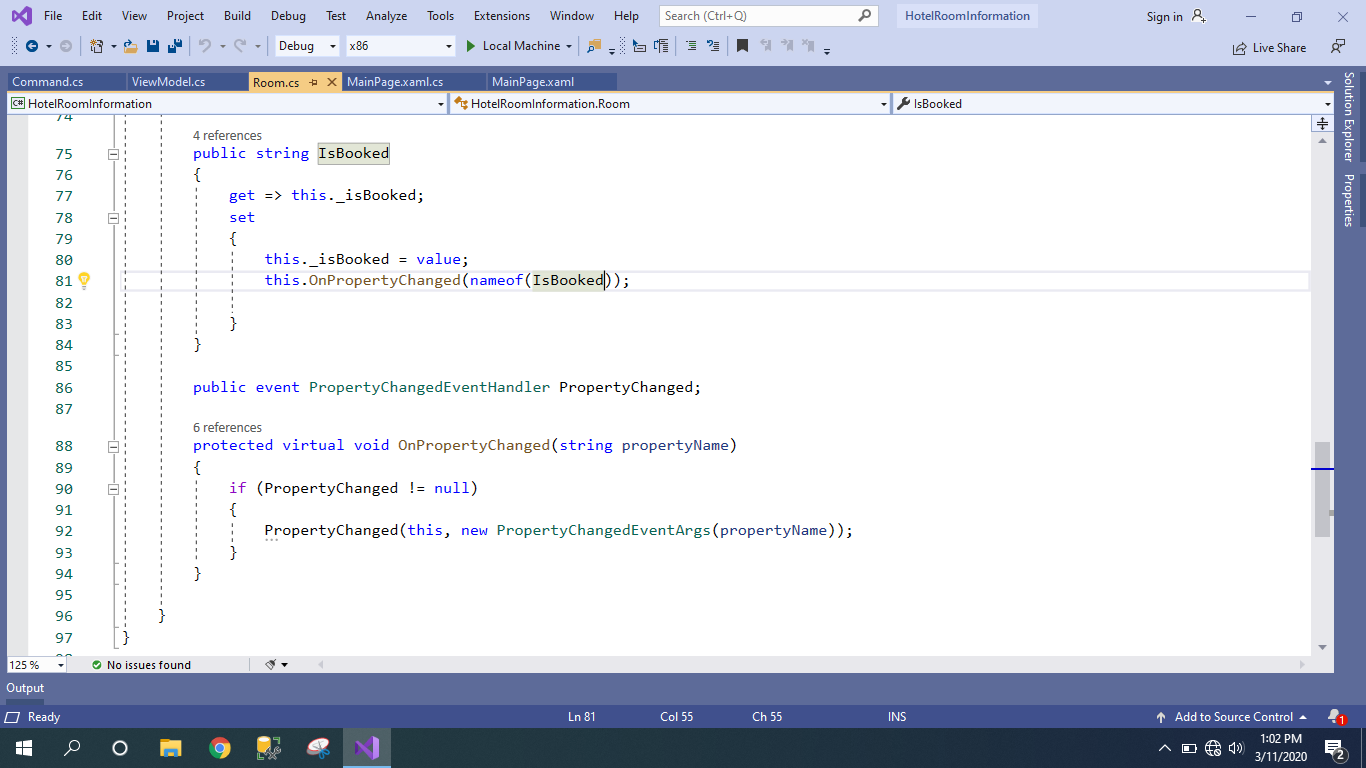 File Edit View Project Build Debug Test Analyze Tools Extensions Window Help Search (Ctrl+Q) HotelRoomInformation Sign in
Debug x86 Local Machine Live Share
Command.cs ViewModel.cs Room.cs MainPage.xaml.cs MainPage.xaml
C# HotelRoomInformation HotelRoomInformation.Room IsBooked
Solution Explorer
Properties
74
4 references
75 public string IsBooked
76 {
77 get => this._isBooked;
78 set
79 {
80 this._isBooked = value;
81 this.OnPropertyChanged(nameof(IsBooked));
82
83 }
84 }
85
86 public event PropertyChangedEventHandler PropertyChanged;
87
6 references
88 protected virtual void OnPropertyChanged(string propertyName)
89 {
90 if (PropertyChanged != null)
91 {
92 PropertyChanged(this, new PropertyChangedEventArgs(propertyName));
93 }
94 }
95
96 }
97 }
125 % No issues found
Output
Ready Ln 81 Col 55 Ch 55 INS Add to Source Control 1
1:02 PM
3/11/2020 2